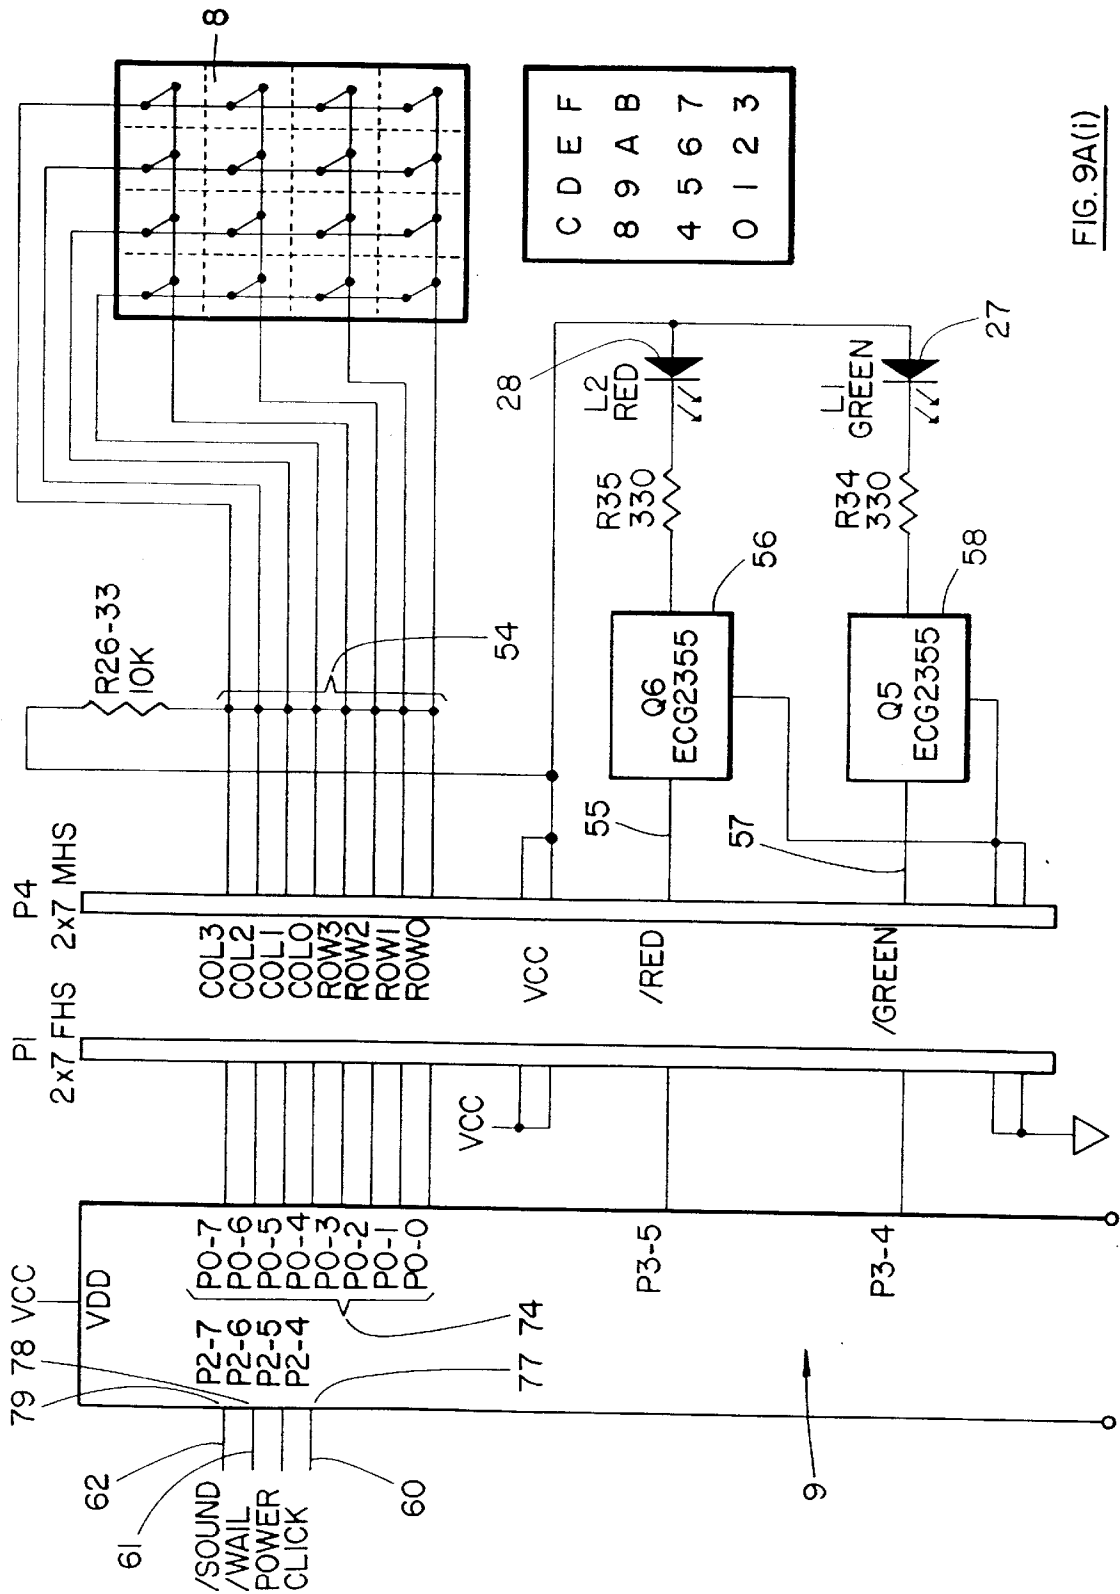 8
C D E F
8 9 A B
4 5 6 7
0 1 2 3
FIG. 9A(i)
R26-33
10K
54
28
L2
RED
R35
330
27
L1
GREEN
R34
330
56
Q6
ECG2355
58
Q5
ECG2355
55
57
P4
2x7 MHS
COL3
COL2
COL1
COL0
ROW3
ROW2
ROW1
ROW0
VCC
/RED
/GREEN
P1
2x7 FHS
VCC
VCC
VDD
P0-7
P0-6
P0-5
P0-4
P0-3
P0-2
P0-1
P0-0
74
P3-5
P3-4
P2-7
P2-6
P2-5
P2-4
79
78
77
62
61
60
/SOUND
/WAIL
POWER
CLICK
9